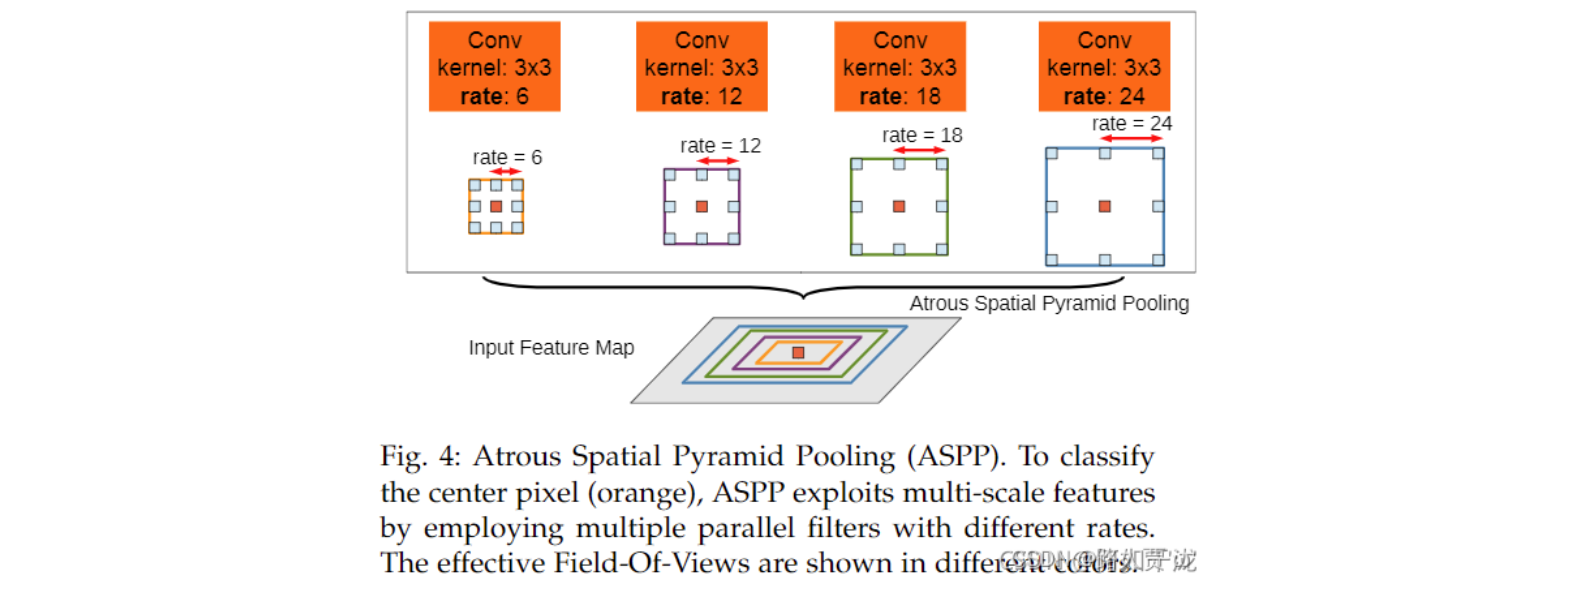 Conv
kernel: 3x3
rate: 6
Conv
kernel: 3x3
rate: 12
Conv
kernel: 3x3
rate: 18
Conv
kernel: 3x3
rate: 24
rate = 6
rate = 12
rate = 18
rate = 24
Atrous Spatial Pyramid Pooling
Input Feature Map
Fig. 4: Atrous Spatial Pyramid Pooling (ASPP). To classify
the center pixel (orange), ASPP exploits multi-scale features
by employing multiple parallel filters with different rates.
The effective Field-Of-Views are shown in different colors.
CSDN